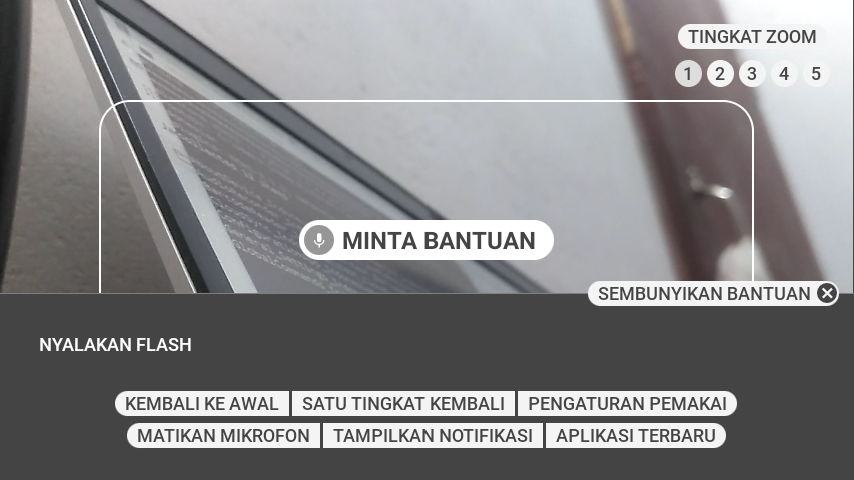 TINGKAT ZOOM
1 2 3 4 5
MINTA BANTUAN
SEMBUNYIKAN BANTUAN
NYALAKAN FLASH
KEMBALI KE AWAL SATU TINGKAT KEMBALI PENGATURAN PEMAKAI
MATIKAN MIKROFON TAMPILKAN NOTIFIKASI APLIKASI TERBARU